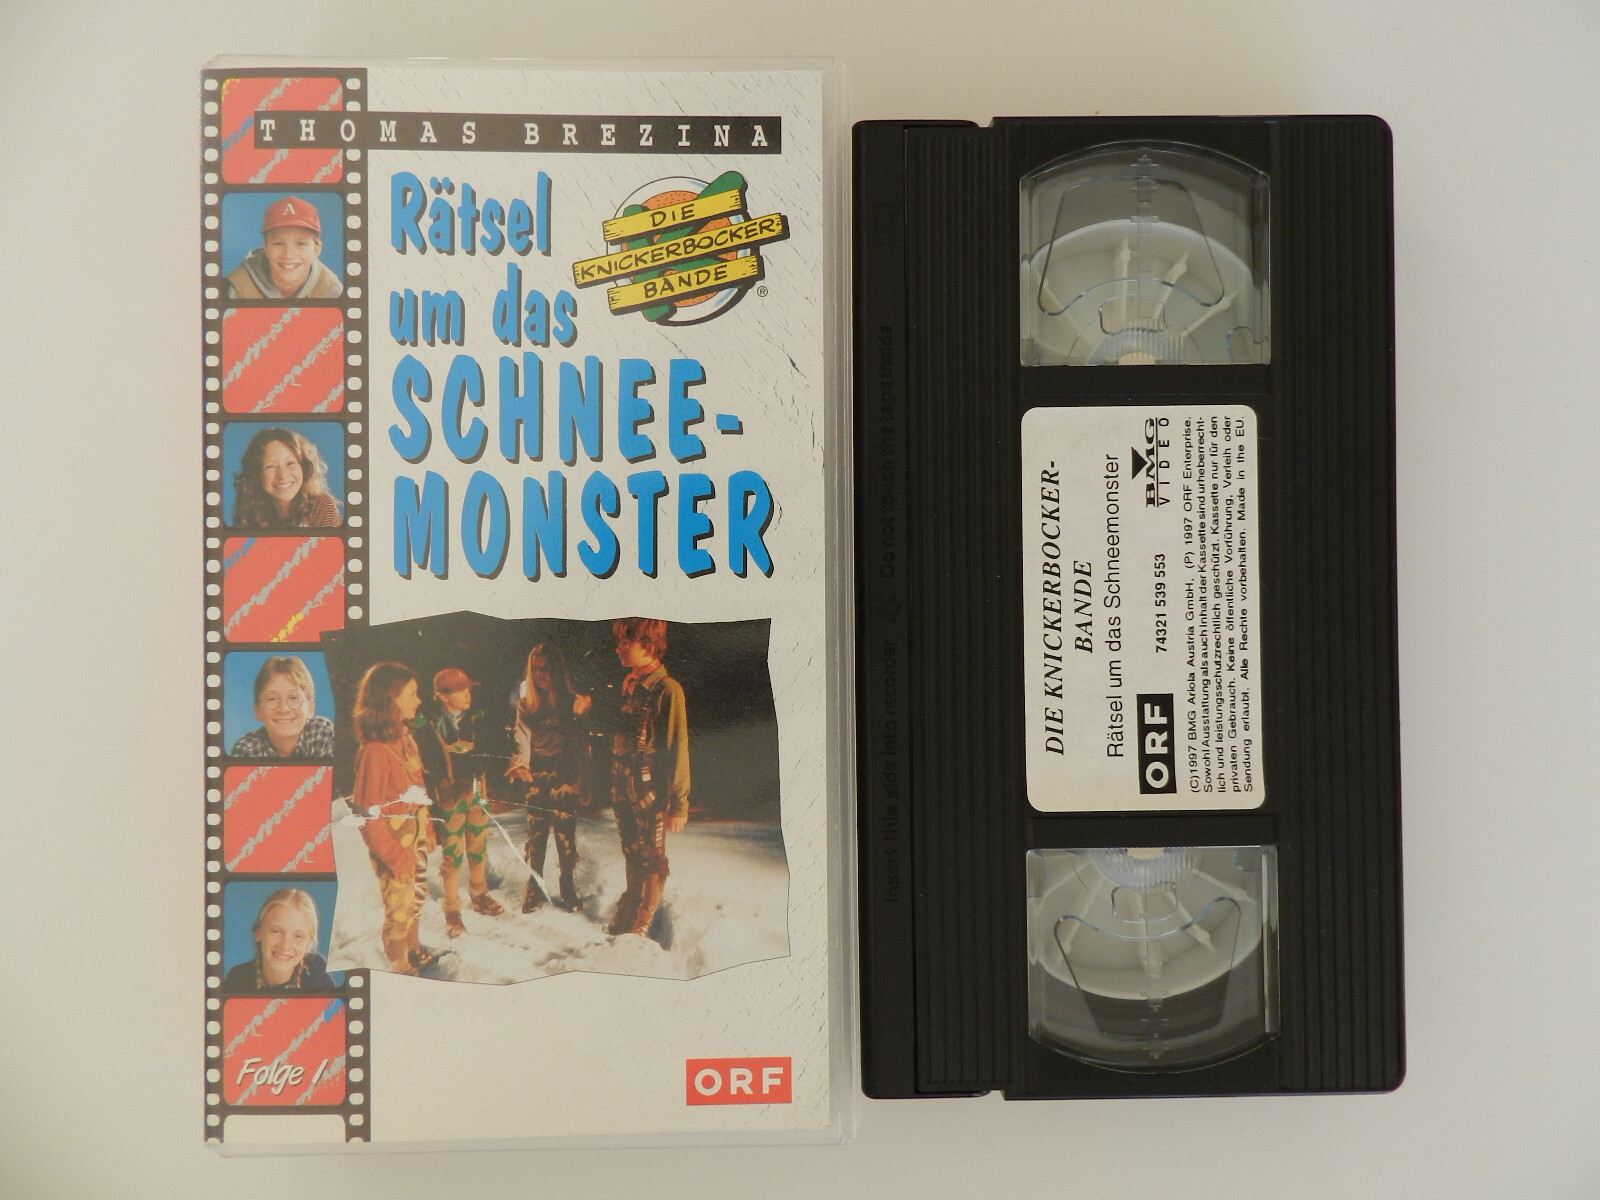 THOMAS BREZINA
Rätsel
um das
SCHNEE-
MONSTER
DIE
KNICKERBOCKER
BANDE
®
A
Folge 1
ORF
Insert this side into recorder Do not touch the tape inside
DIE KNICKERBOCKER-
BANDE
Rätsel um das Schneemonster
ORF
74321 539 553
BMG
VIDEO
(C)1997 BMG Ariola Austria GmbH, (P) 1997 ORF Enterprise.
Sowohl Ausstattung als auch Inhalt der Kassette sind urheberrecht-
lich und leistungsschutzrechtlich geschützt. Kassette nur für den
privaten Gebrauch. Keine öffentliche Vorführung, Verleih oder
Sendung erlaubt. Alle Rechte vorbehalten. Made in the EU.